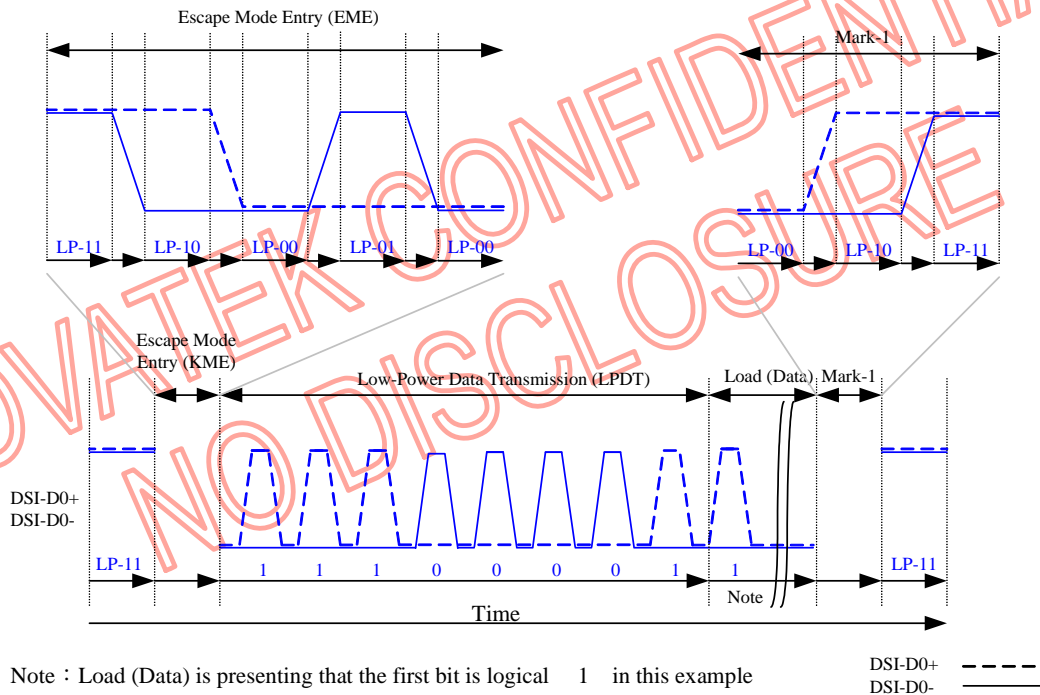 Escape Mode Entry (EME)
Mark-1
LP-11 LP-10 LP-00 LP-01 LP-00
LP-00 LP-10 LP-11
Escape Mode
Entry (KME)
Low-Power Data Transmission (LPDT)
Load (Data)
Mark-1
DSI-D0+
DSI-D0-
LP-11
1 1 1 0 0 0 0 1 1
LP-11
Note
Time
Note：Load (Data) is presenting that the first bit is logical 1 in this example
DSI-D0+
DSI-D0-
OVATEK CONFIDENTIA
NO DISCLOSURE